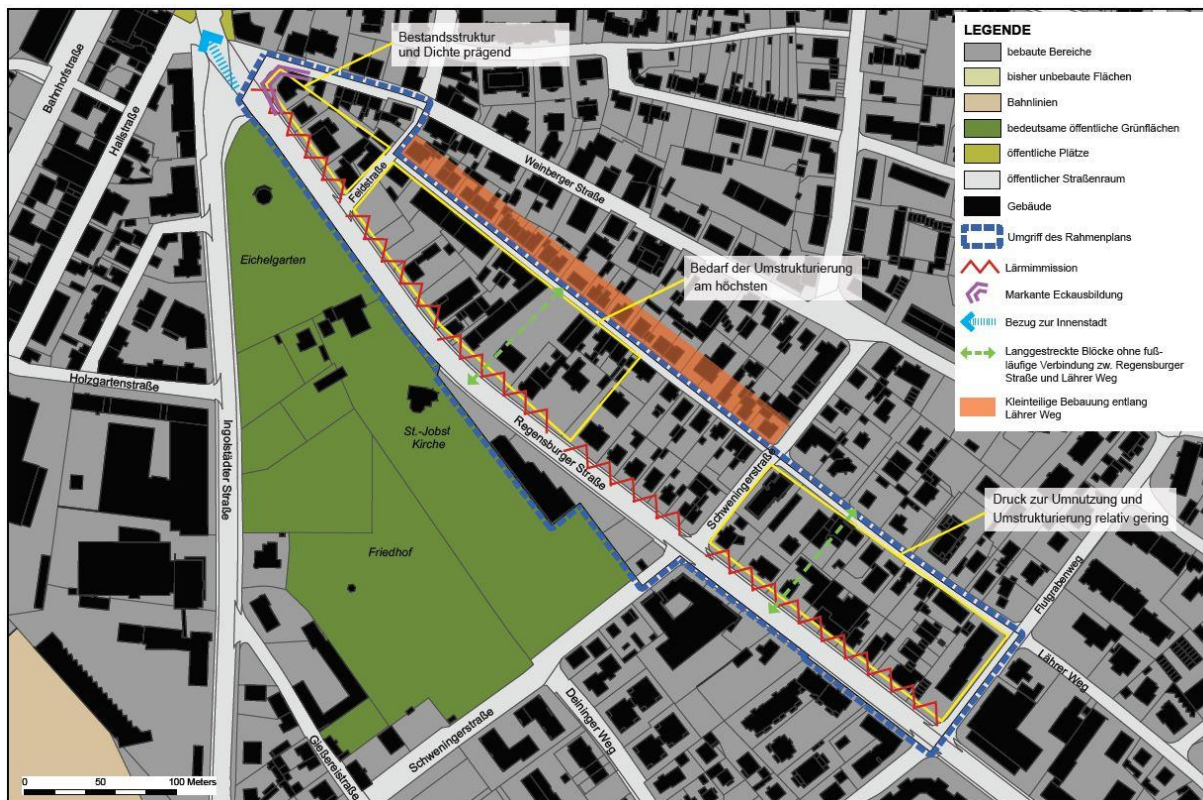 Bestandsstruktur
und Dichte prägend
Bahnhofstraße
Hallstraße
Feldstraße
Weinberger Straße
Eichelgarten
Bedarf der Umstrukturierung
am höchsten
Holzgartenstraße
Ingolstädter Straße
St.-Jobst
Kirche
Regensburger Straße
Schweningerstraße
Druck zur Umnutzung und
Umstrukturierung relativ gering
Friedhof
Flutgrabenweg
Lährer Weg
Deininger Weg
Schweningerstraße
Gießereistraße
0 50 100 Meters
LEGENDE
bebaute Bereiche
bisher unbebaute Flächen
Bahnlinien
bedeutsame öffentliche Grünflächen
öffentliche Plätze
öffentlicher Straßenraum
Gebäude
Umgriff des Rahmenplans
Lärmimmission
Markante Eckausbildung
Bezug zur Innenstadt
Langgestreckte Blöcke ohne fuß-
läufige Verbindung zw. Regensburger
Straße und Lährer Weg
Kleinteilige Bebauung entlang
Lährer Weg